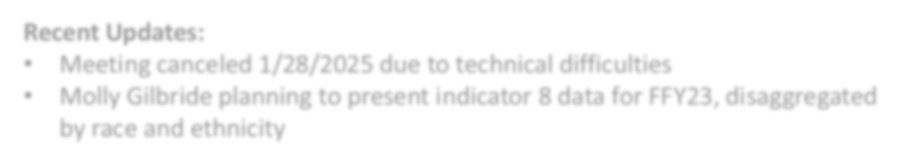 Recent Updates:
• Meeting canceled 1/28/2025 due to technical difficulties
• Molly Gilbride planning to present indicator 8 data for FFY23, disaggregated
by race and ethnicity